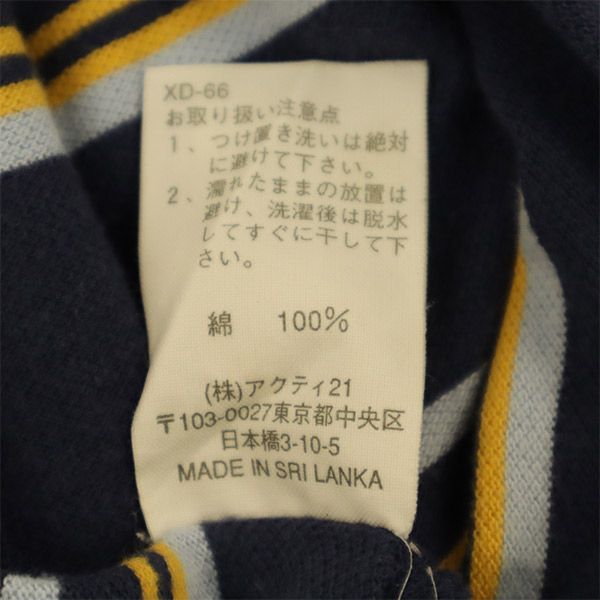 XD-66
お取り扱い注意点
1、つけ置き洗いは絶対
に避けて下さい。
2、濡れたままの放置は
避け、洗濯後は脱水
してすぐに干して下
さい。
綿 100%
(株)アクティ21
〒103-0027東京都中央区
日本橋3-10-5
MADE IN SRI LANKA